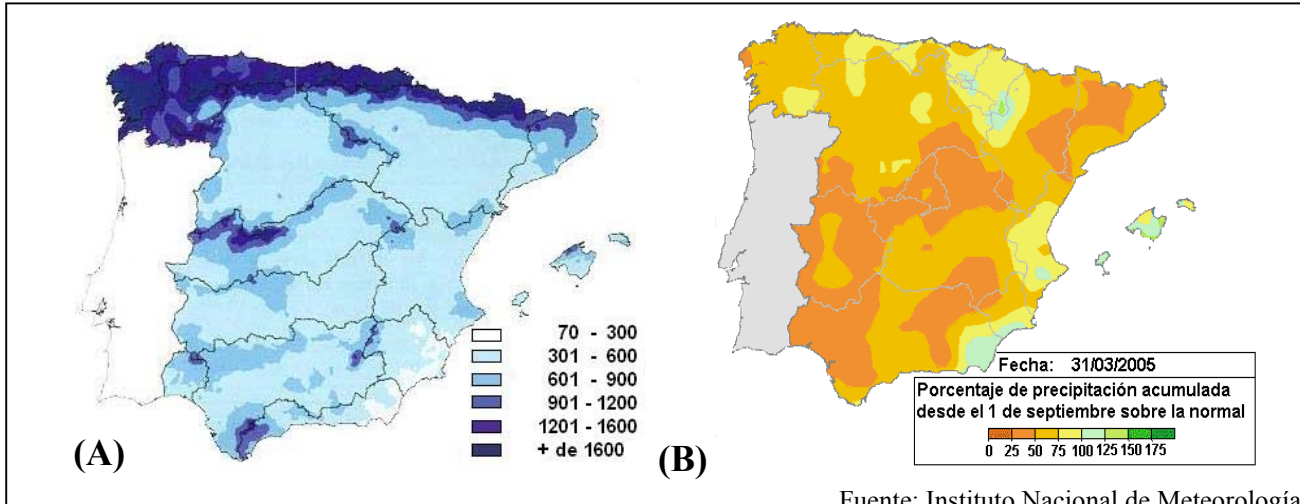 70 - 300
301 - 600
601 - 900
901 - 1200
1201 - 1600
+ de 1600
(A)
Fecha: 31/03/2005
Porcentaje de precipitación acumulada
desde el 1 de septiembre sobre la normal
0 25 50 75 100 125 150 175
(B)
Fuente: Instituto Nacional de Meteorología